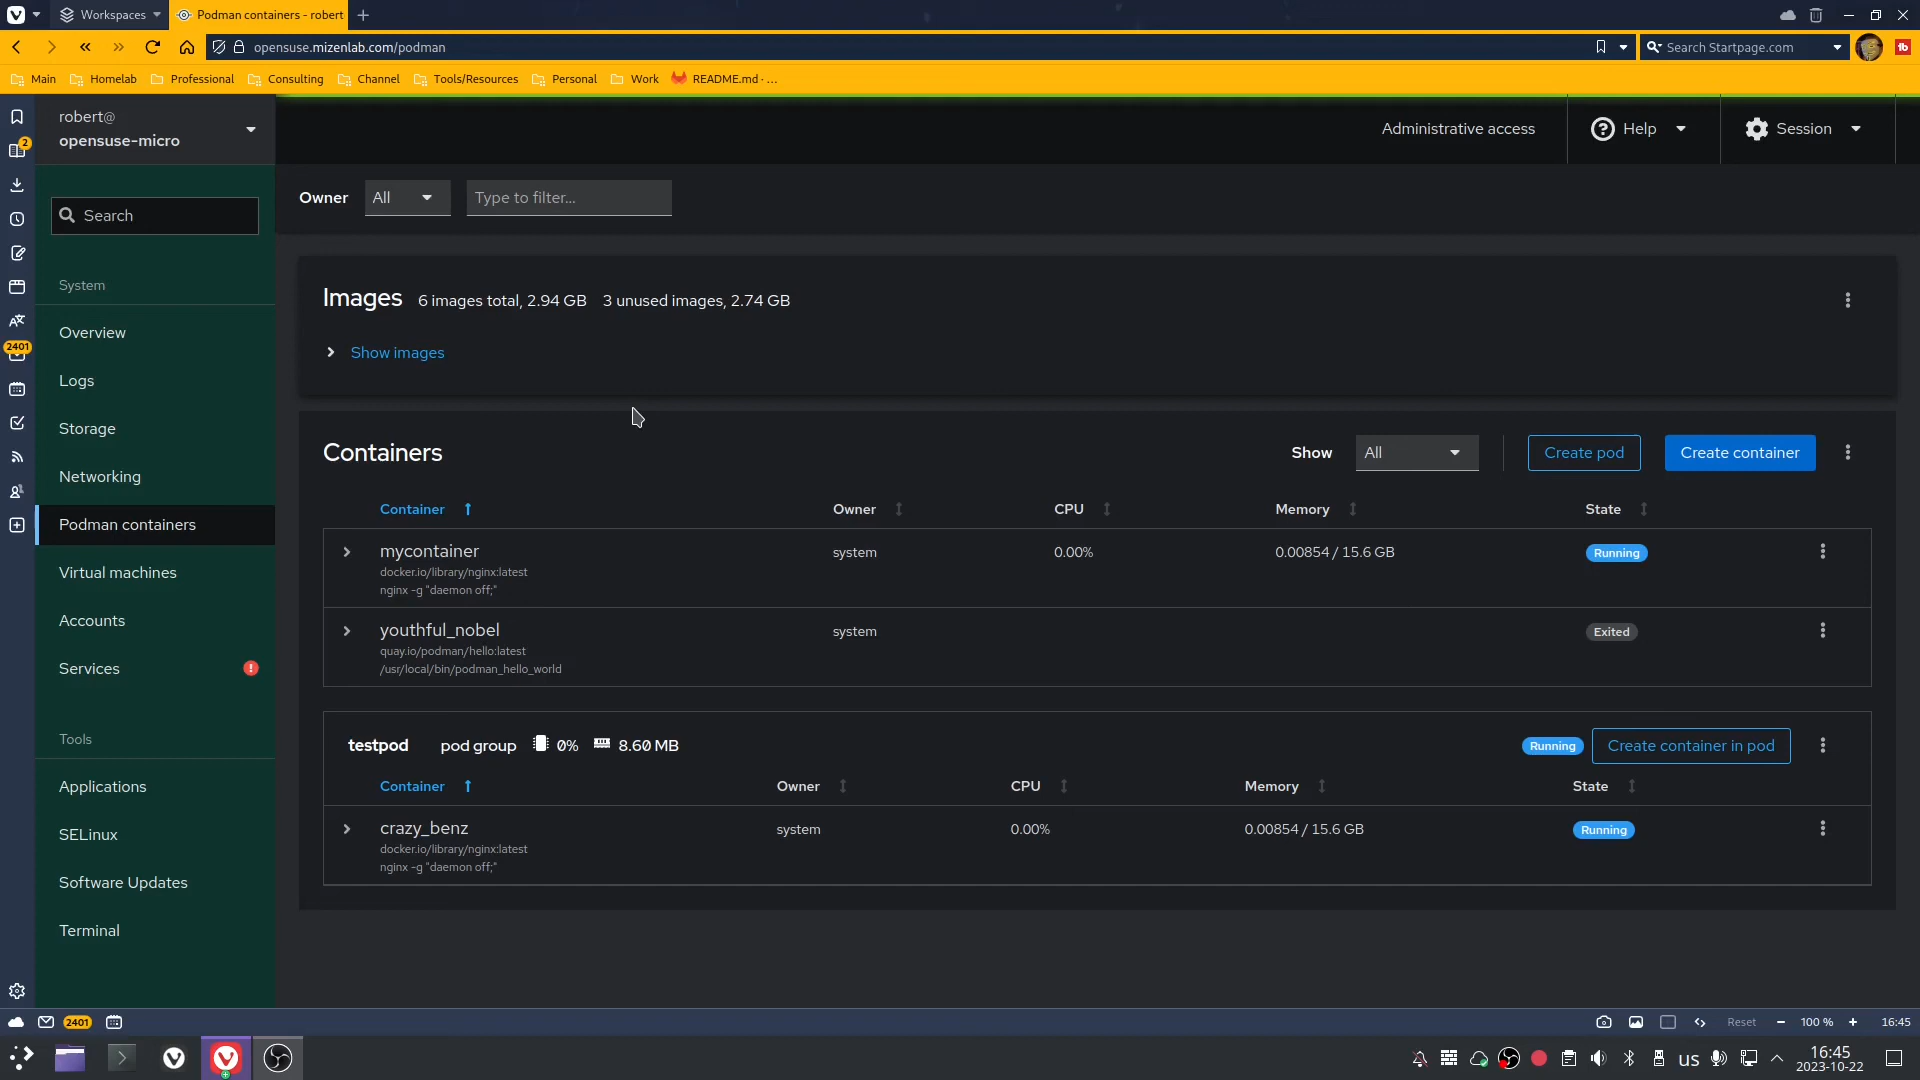 Workspaces
Podman containers - robert
opensuse.mizenlab.com/podman
Search Startpage.com
Main
Homelab
Professional
Consulting
Channel
Tools/Resources
Personal
Work
README.md · ...
robert@
opensuse-micro
Administrative access
Help
Session
Search
System
Overview
Logs
Storage
Networking
Podman containers
Virtual machines
Accounts
Services
Tools
Applications
SELinux
Software Updates
Terminal
2
2401
Owner
All
Type to filter...
Images
6 images total, 2.94 GB
3 unused images, 2.74 GB
Show images
Containers
Show
All
Create pod
Create container
Container
Owner
CPU
Memory
State
mycontainer
system
0.00%
0.00854 / 15.6 GB
Running
docker.io/library/nginx:latest
nginx -g "daemon off;"
youthful_nobel
system
Exited
quay.io/podman/hello:latest
/usr/local/bin/podman_hello_world
testpod
pod group
0%
8.60 MB
Running
Create container in pod
Container
Owner
CPU
Memory
State
crazy_benz
system
0.00%
0.00854 / 15.6 GB
Running
docker.io/library/nginx:latest
nginx -g "daemon off;"
2401
Reset
100 %
16:45
us
16:45
2023-10-22